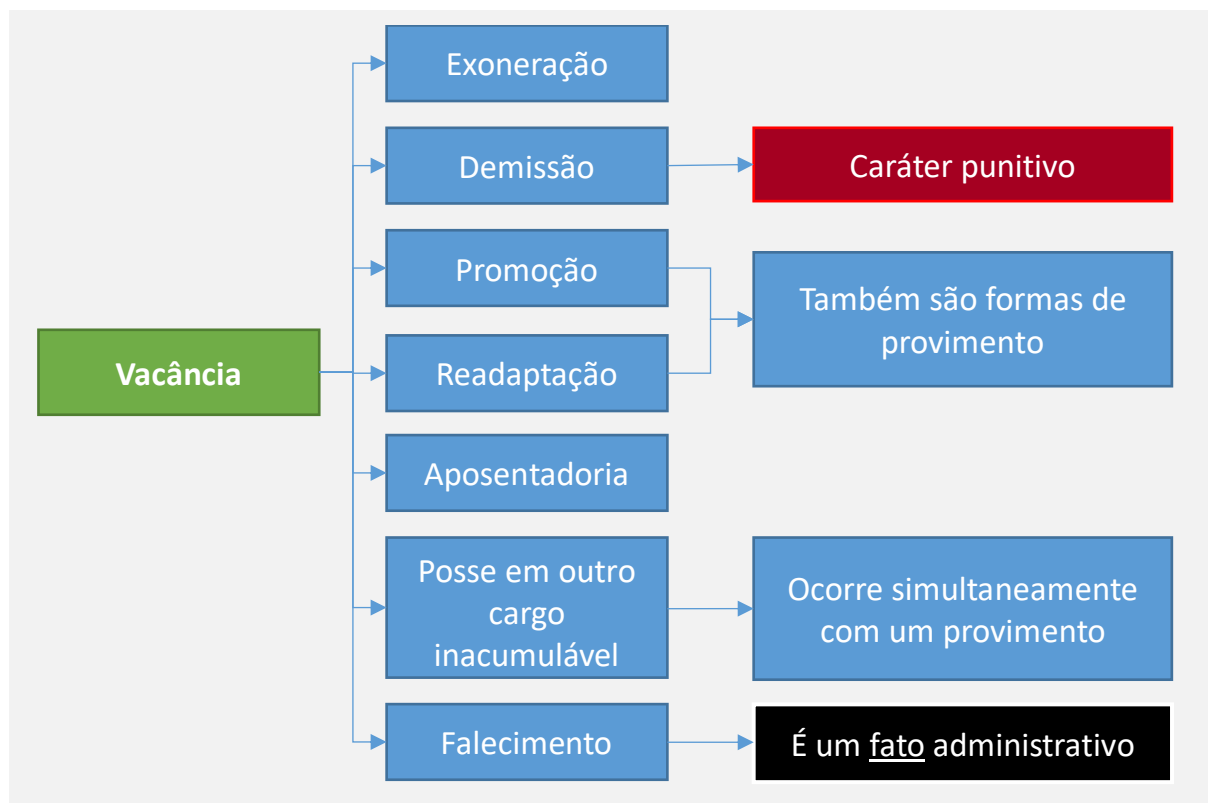 Exoneração
Demissão
Caráter punitivo
Promoção
Também são formas de
provimento
Vacância
Readaptação
Aposentadoria
Posse em outro
cargo
inacumulável
Ocorre simultaneamente
com um provimento
Falecimento
É um fato administrativo